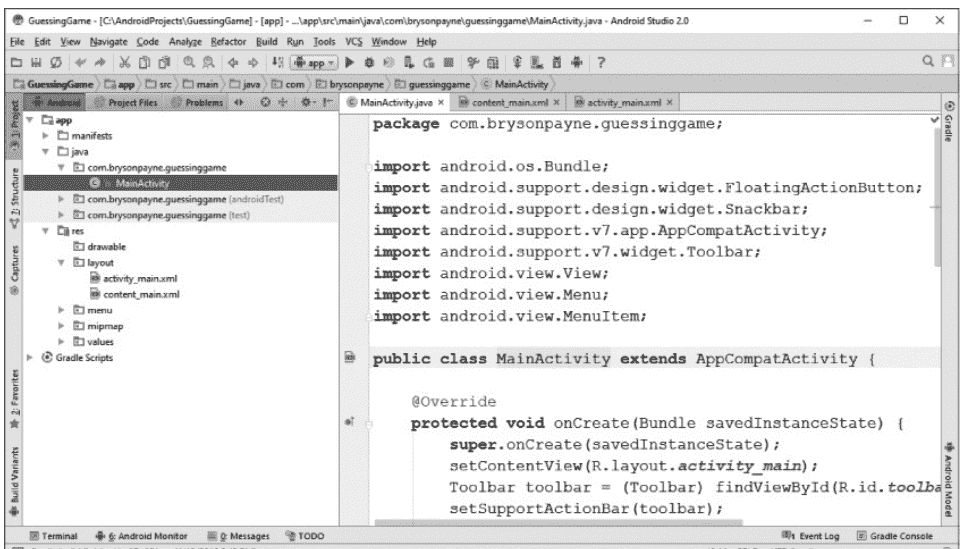 GuessingGame - [C:\AndroidProjects\GuessingGame] - [app] - ...\app\src\main\java\com\brysonpayne\guessinggame\MainActivity.java - Android Studio 2.0
File Edit View Navigate Code Analyze Refactor Build Run Tools VCS Window Help
app
GuessingGame app src main java com brysonpayne guessinggame MainActivity
Android Project Files Problems
MainActivity.java × content_main.xml × activity_main.xml ×
1: Project
Z: Structure
Captures
2: Favorites
Build Variants
app
manifests
java
com.brysonpayne.guessinggame
MainActivity
com.brysonpayne.guessinggame (androidTest)
com.brysonpayne.guessinggame (test)
res
drawable
layout
activity_main.xml
content_main.xml
menu
mipmap
values
Gradle Scripts
package com.brysonpayne.guessinggame;
import android.os.Bundle;
import android.support.design.widget.FloatingActionButton;
import android.support.design.widget.Snackbar;
import android.support.v7.app.AppCompatActivity;
import android.support.v7.widget.Toolbar;
import android.view.View;
import android.view.Menu;
import android.view.MenuItem;
public class MainActivity extends AppCompatActivity {
@Override
protected void onCreate(Bundle savedInstanceState) {
super.onCreate(savedInstanceState);
setContentView(R.layout.activity_main);
Toolbar toolbar = (Toolbar) findViewById(R.id.toolba
setSupportActionBar(toolbar);
Gradle
Android Model
Terminal 6: Android Monitor 0: Messages TODO
1 Event Log Gradle Console